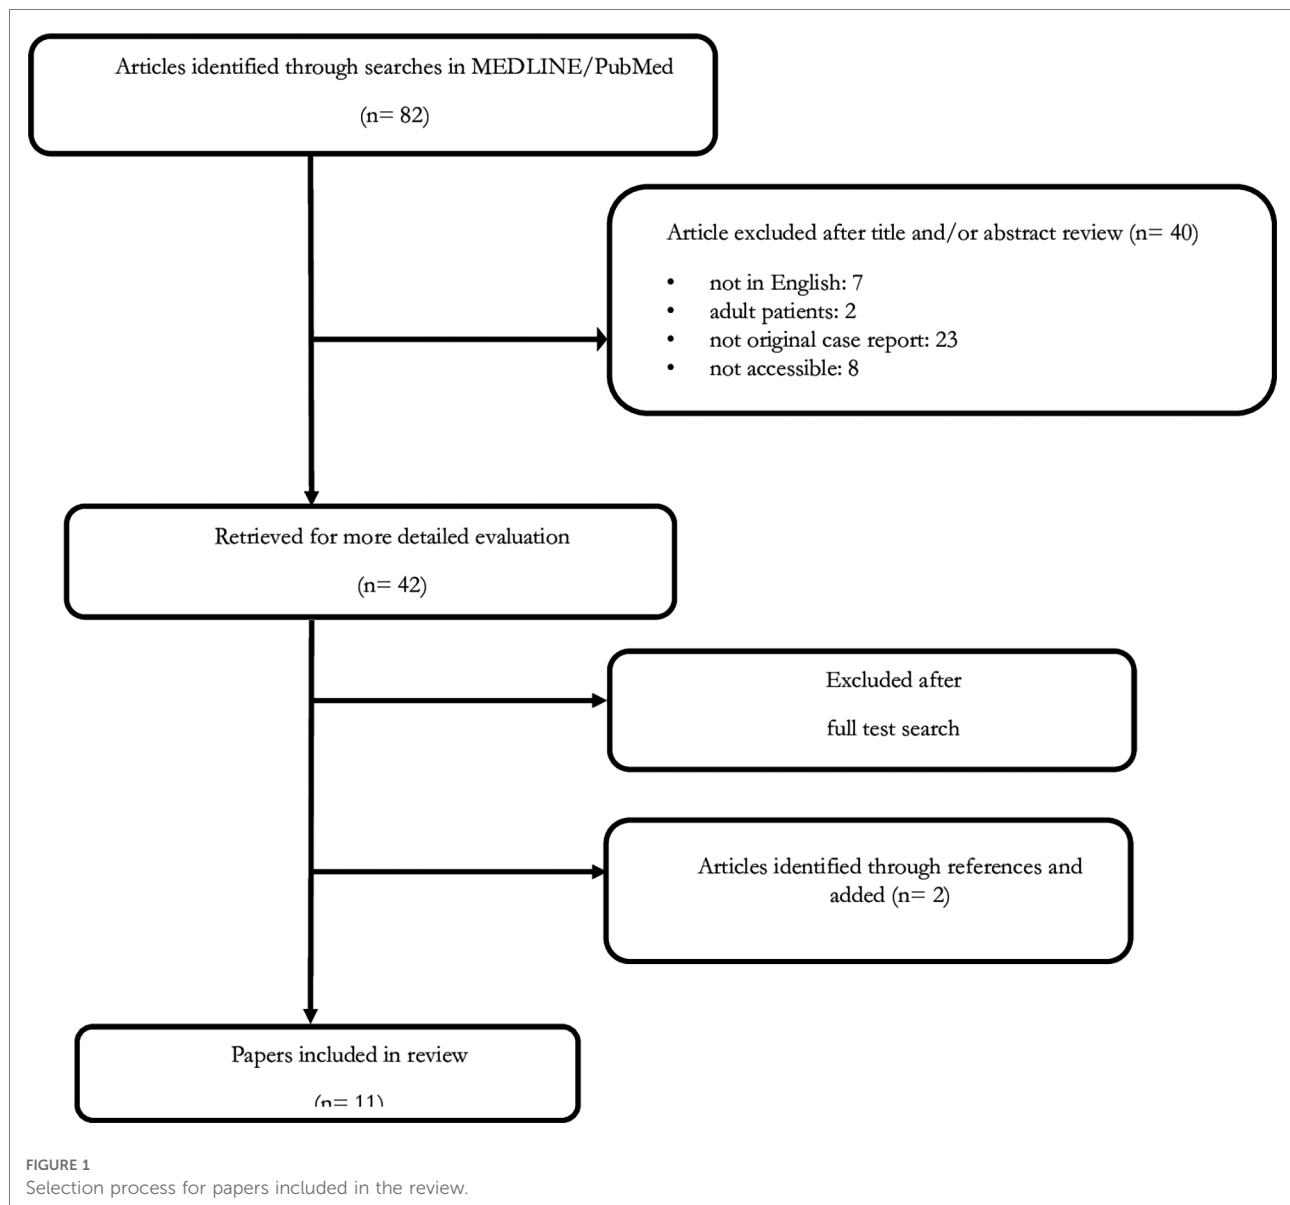 Articles identified through searches in MEDLINE/PubMed
(n= 82)
Article excluded after title and/or abstract review (n= 40)
• not in English: 7
• adult patients: 2
• not original case report: 23
• not accessible: 8
Retrieved for more detailed evaluation
(n= 42)
Excluded after
full test search
Articles identified through references and
added (n= 2)
Papers included in review
(n= 11)
FIGURE 1
Selection process for papers included in the review.